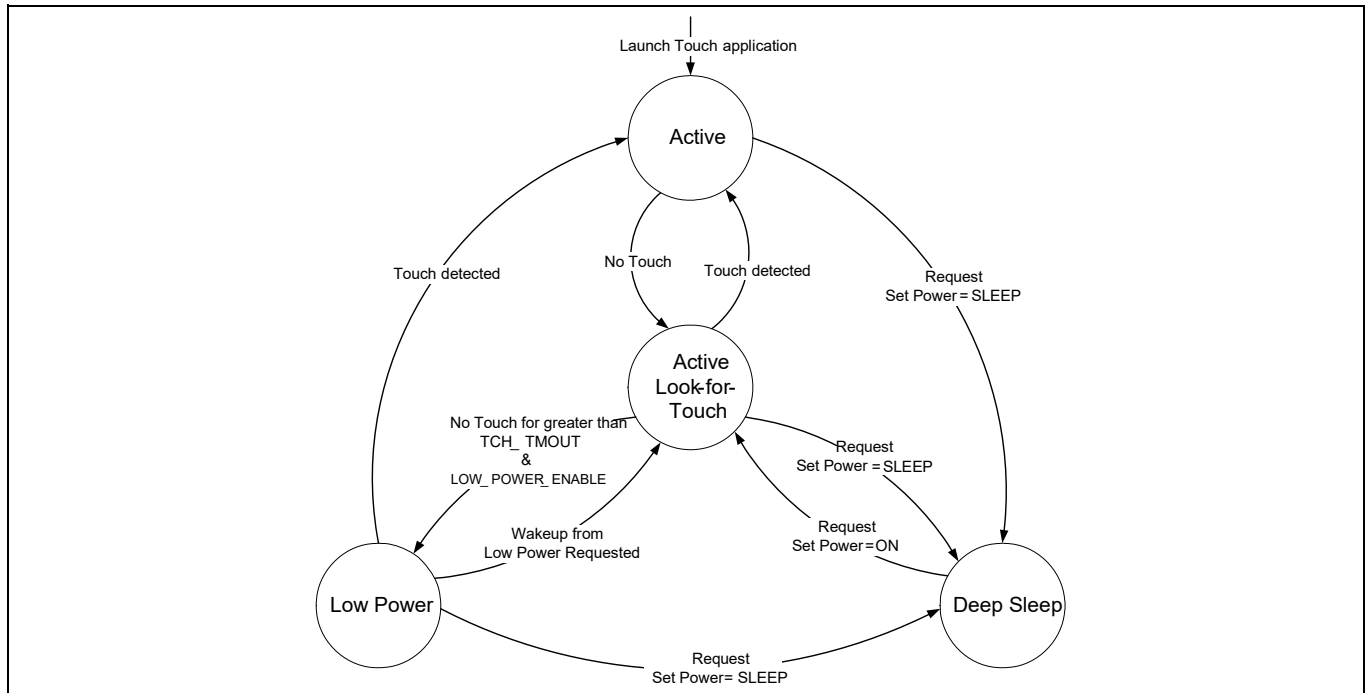 Launch Touch application
Active
No Touch
Touch detected
Touch detected
Request
Set Power = SLEEP
Active
Look-for-
Touch
No Touch for greater than
TCH_ TMOUT
&
LOW_ POWER_ ENABLE
Request
Set Power = SLEEP
Wakeup from
Low Power Requested
Request
Set Power=ON
Low Power
Deep Sleep
Request
Set Power= SLEEP